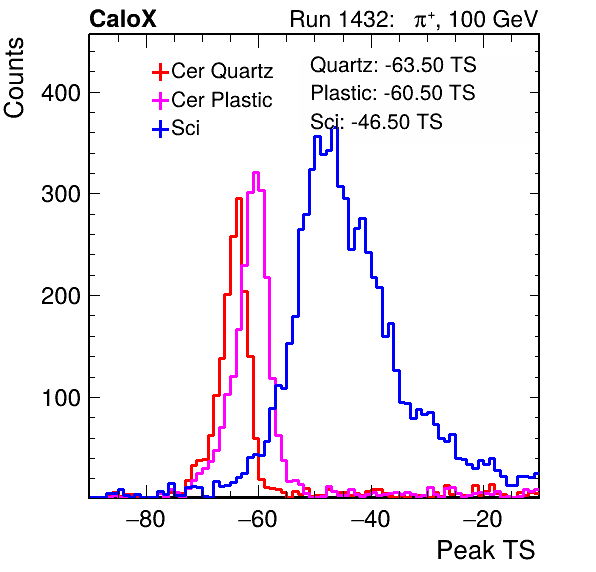 CaloX Run 1432: π⁺, 100 GeV
Counts
Cer Quartz
Cer Plastic
Sci
Quartz: -63.50 TS
Plastic: -60.50 TS
Sci: -46.50 TS
400
300
200
100
−80 −60 −40 −20
Peak TS